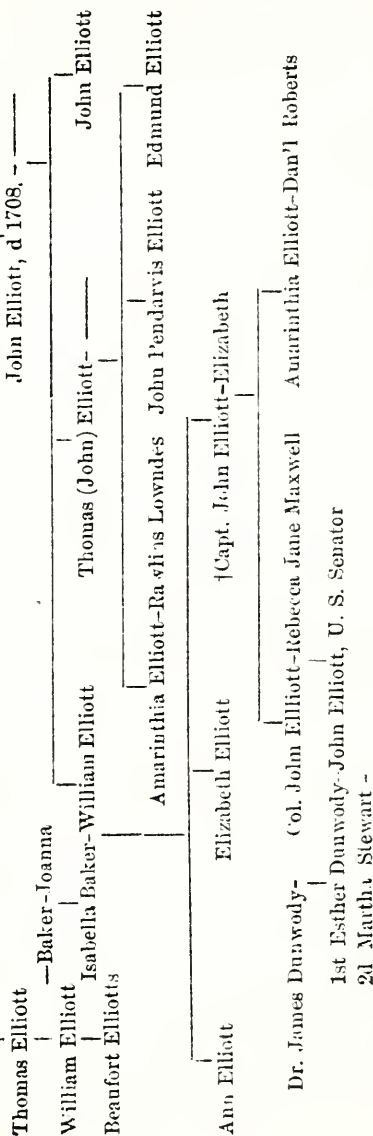 John Elliott, d 1708. –
Thomas Elliott
—Baker-Joanna
William Elliott
Isabella Baker-William Elliott
Thomas (John) Elliott-
John Elliott
Beaufort Elliotts
Amarinthia Elliott-Rawlins Lowndes John Pendarvis Elliott Edmund Elliott
Ann Elliott Elizabeth Elliott †Capt. John Elliott-Elizabeth
Dr. James Dunwody- Col. John Ellliott-Rebecca Jane Maxwell Amarinthia Elliott-Dan'l Roberts
1st Esther Dunwody-John Elliott, U. S. Senator
2d Martha Stewart -